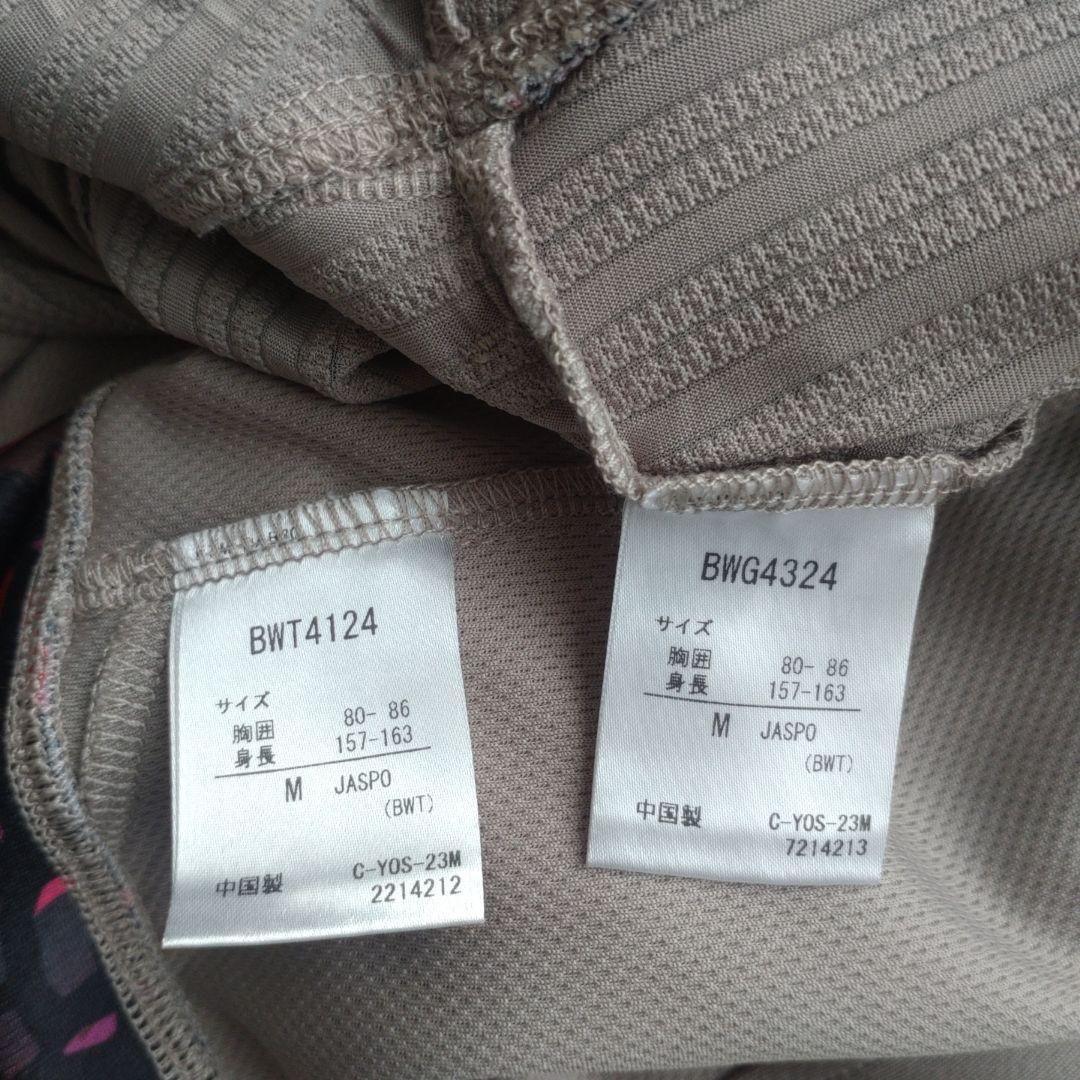 BWT4124
サイズ
胸囲 80- 86
身長 157-163
M JASPO
(BWT)
C-YOS-23M
中国製 2214212
BWG4324
サイズ
胸囲 80- 86
身長 157-163
M JASPO
(BWT)
中国製 C-YOS-23M
7214213